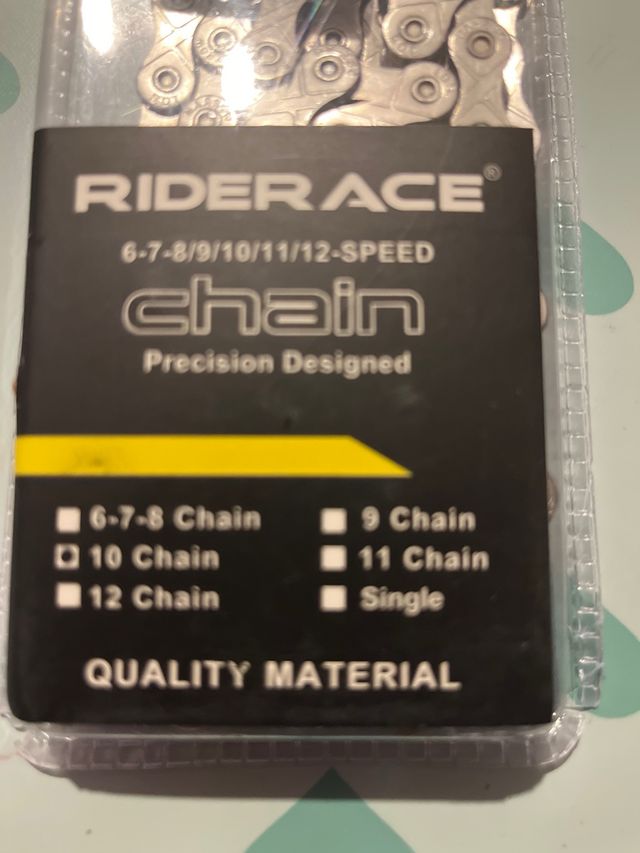 RIDERACE®
6-7-8/9/10/11/12-SPEED
chain
Precision Designed
6-7-8 Chain
9 Chain
10 Chain
11 Chain
12 Chain
Single
QUALITY MATERIAL